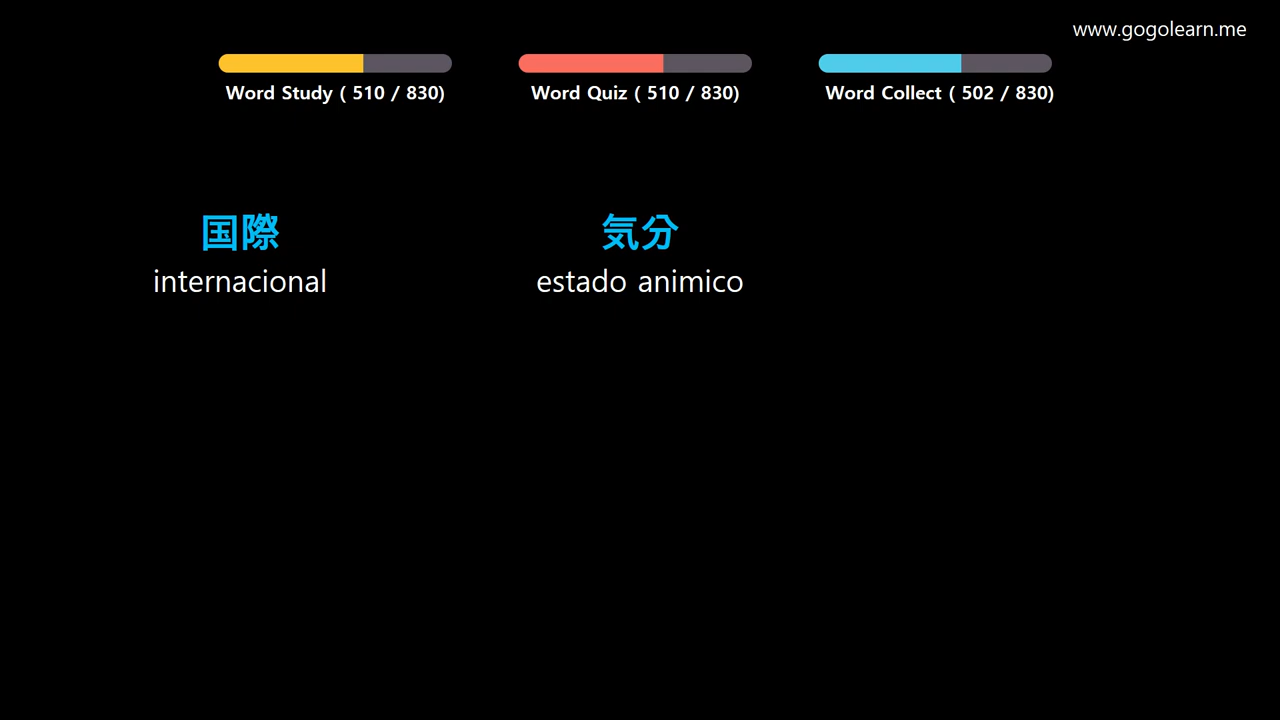 www.gogolearn.me
Word Study ( 510 / 830)
Word Quiz ( 510 / 830)
Word Collect ( 502 / 830)
国際
internacional
気分
estado animico